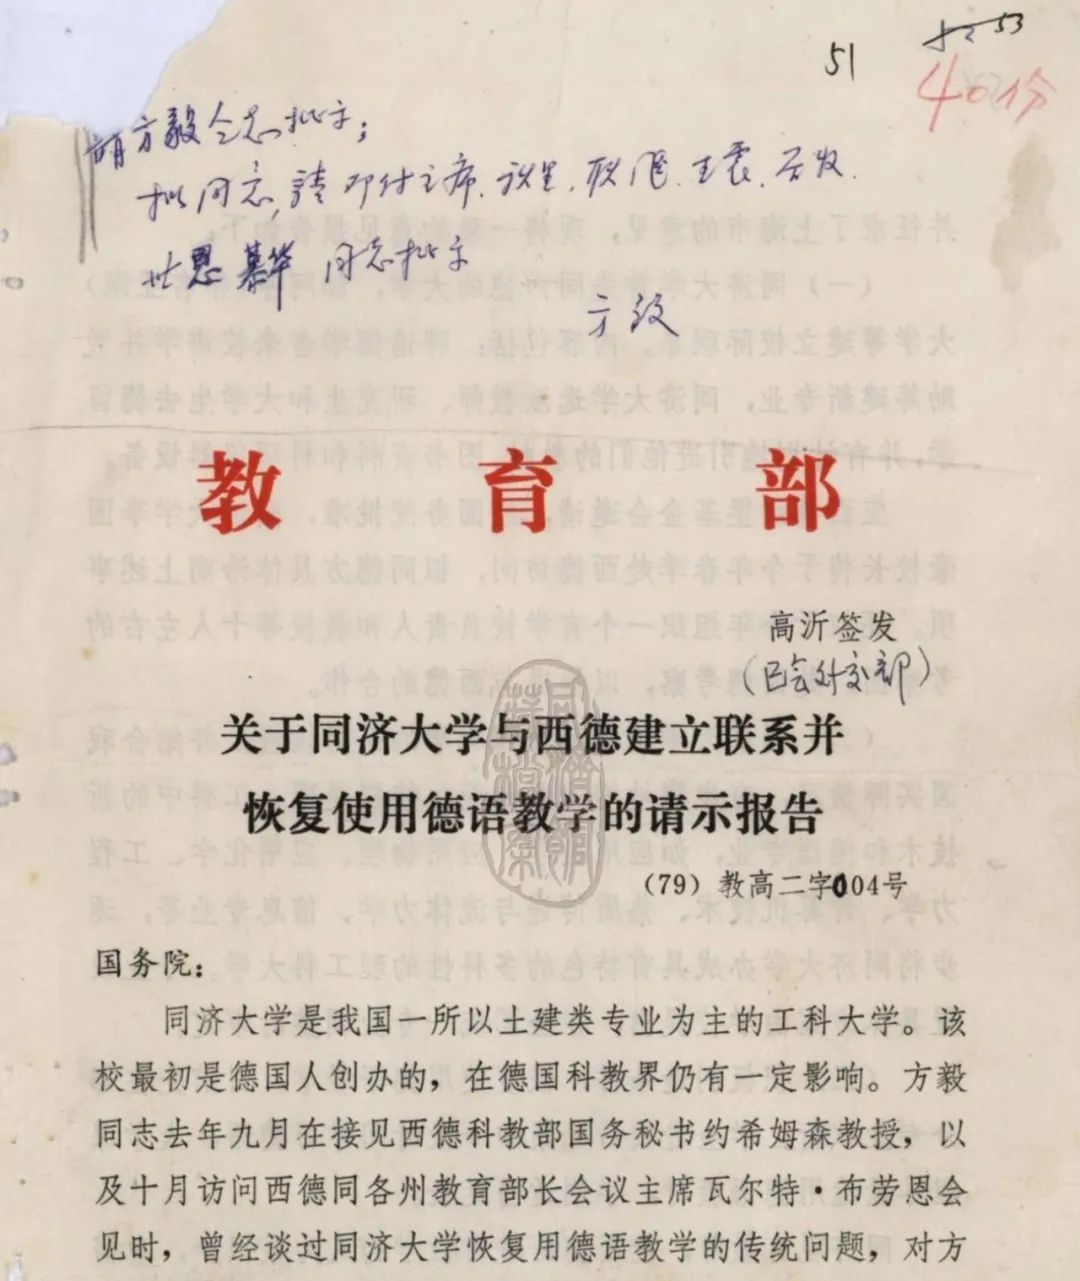 53
51
40份
请方毅同志批示；
拟同志，请邓付主席、秋里、耿飚、王震、谷牧、
世恩 慕华 同志批示
方毅
教育部
高沂签发
（已会外交部）
关于同济大学与西德建立联系并
恢复使用德语教学的请示报告
（79）教高二字004号
国务院：
同济大学是我国一所以土建类专业为主的工科大学。该
校最初是德国人创办的，在德国科教界仍有一定影响。方毅
同志去年九月在接见西德科教部国务秘书约希姆森教授，以
及十月访问西德同各州教育部长会议主席瓦尔特·布劳恩会
见时，曾经谈过同济大学恢复用德语教学的传统问题，对方